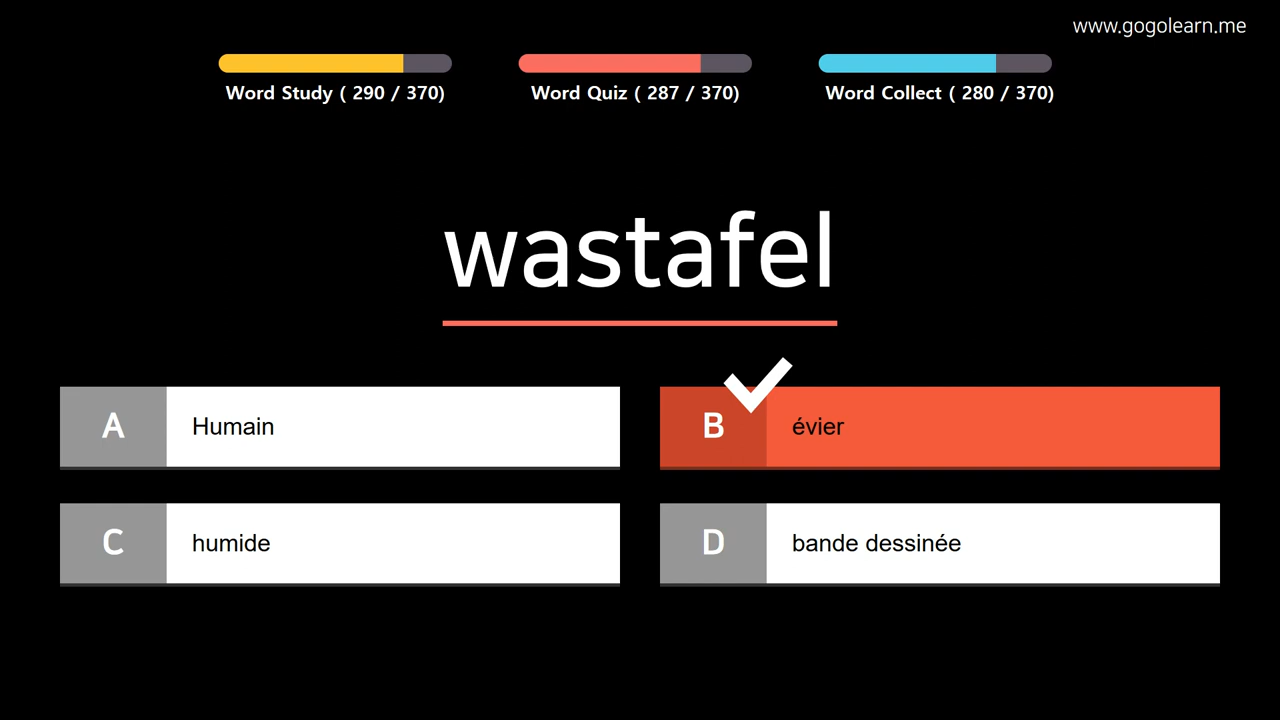 www.gogolearn.me
Word Study ( 290 / 370)
Word Quiz ( 287 / 370)
Word Collect ( 280 / 370)
wastafel
A Humain
B évier
C humide
D bande dessinée